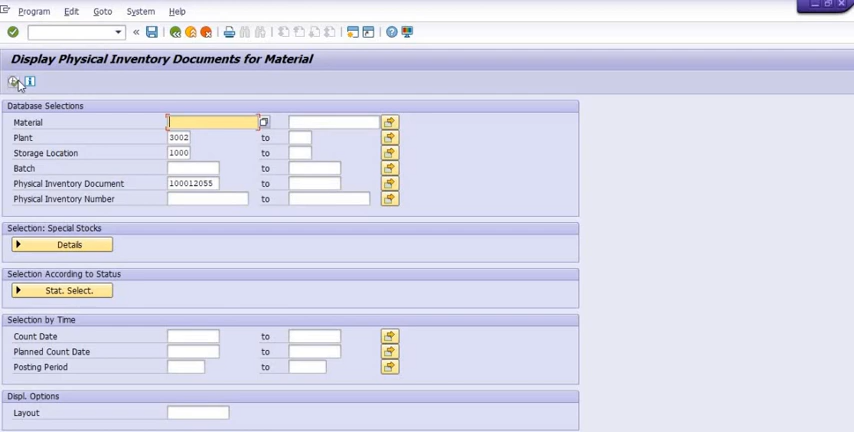 Program Edit Goto System Help
Display Physical Inventory Documents for Material
Database Selections
Material
Plant 3002 to
Storage Location 1000 to
Batch to
Physical Inventory Document 100012055 to
Physical Inventory Number to
Selection: Special Stocks
Details
Selection According to Status
Stat. Select.
Selection by Time
Count Date to
Planned Count Date to
Posting Period to
Displ. Options
Layout